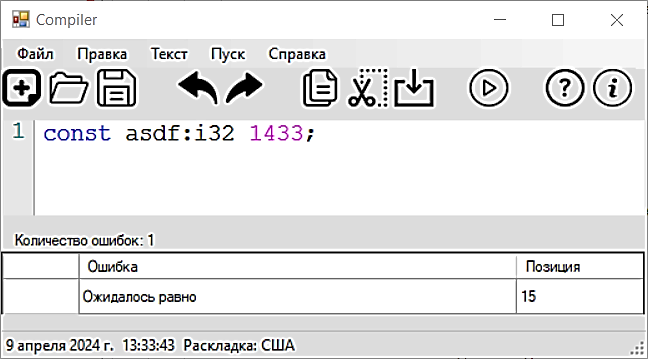 Compiler
Файл Правка Текст Пуск Справка
1 const asdf:i32 1433;
Количество ошибок: 1
Ошибка Позиция
Ожидалось равно 15
9 апреля 2024 г. 13:33:43 Раскладка: США